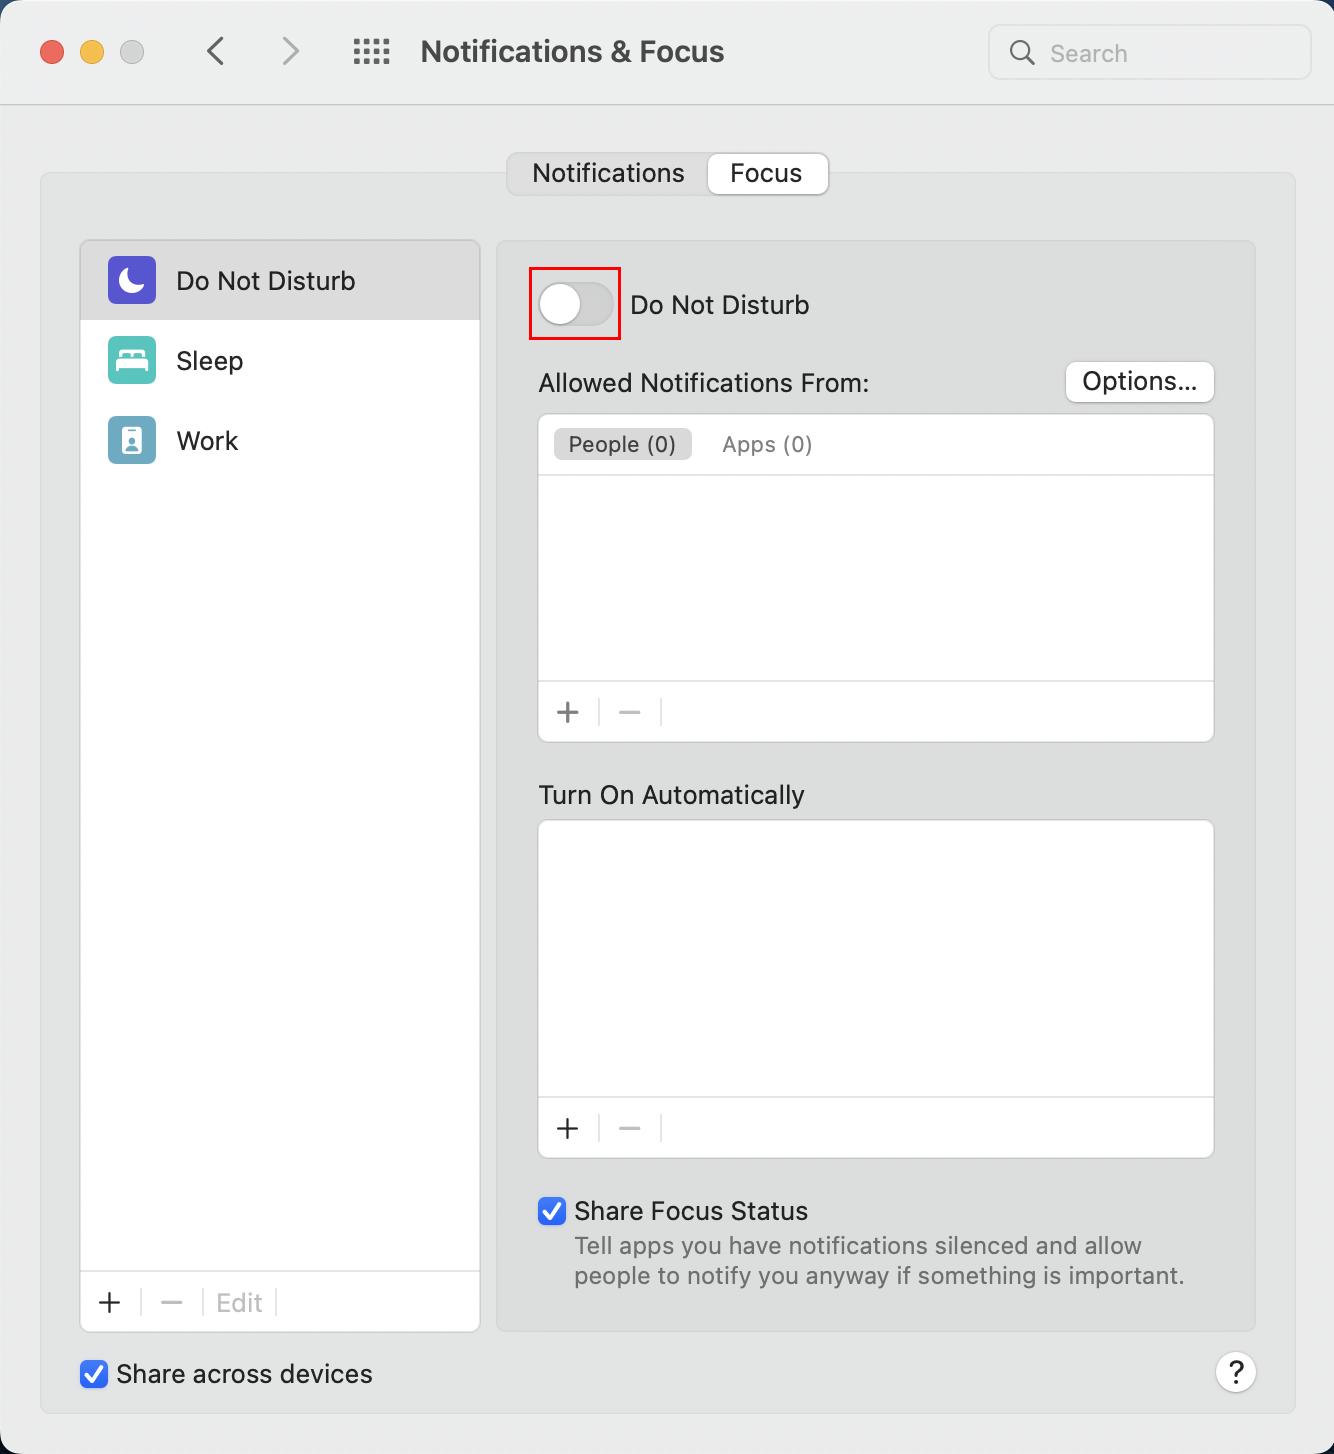 Notifications & Focus
Search
Notifications
Focus
Do Not Disturb
Sleep
Work
Edit
Share across devices
Do Not Disturb
Allowed Notifications From:
Options...
People (0)
Apps (0)
Turn On Automatically
Share Focus Status
Tell apps you have notifications silenced and allow
people to notify you anyway if something is important.
?